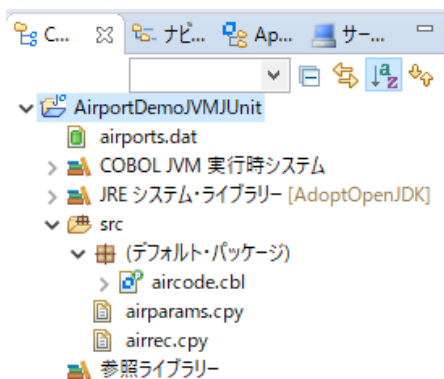 C... ナビ... Ap... サー...
AirportDemoJVMJUnit
airports.dat
COBOL JVM 実行時システム
JRE システム・ライブラリー [AdoptOpenJDK]
src
(デフォルト・パッケージ)
aircode.cbl
airparams.cpy
airrec.cpy
参照ライブラリー